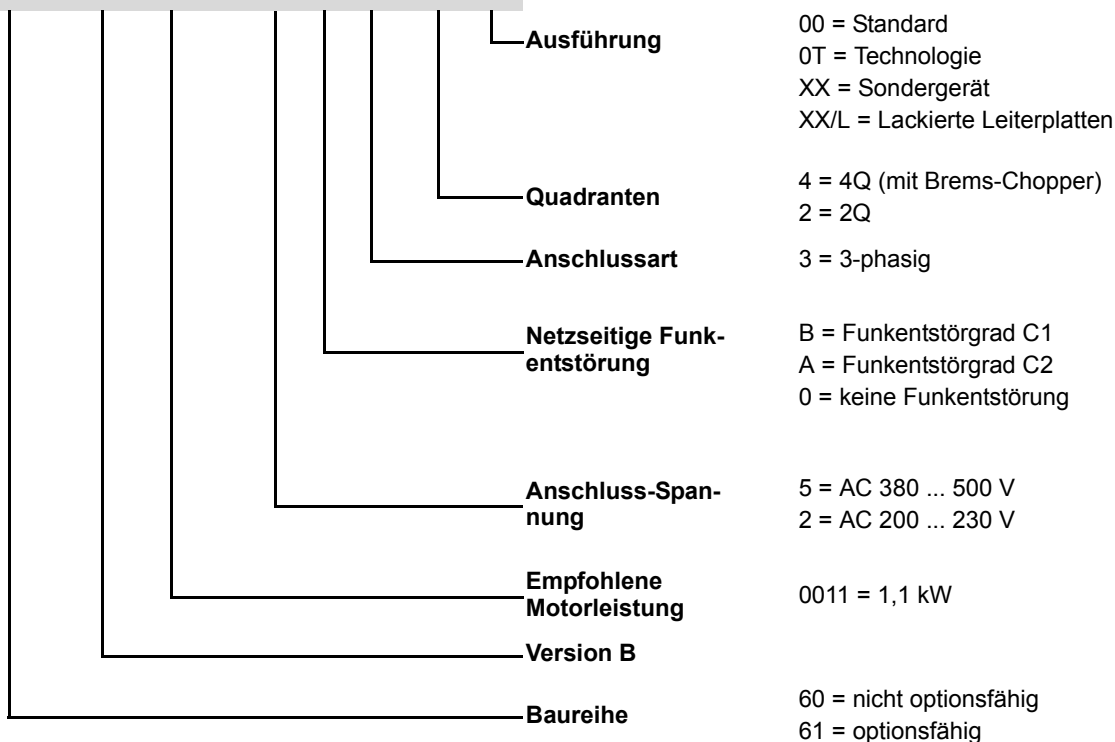 Ausführung
00 = Standard
0T = Technologie
XX = Sondergerät
XX/L = Lackierte Leiterplatten
Quadranten
4 = 4Q (mit Brems-Chopper)
2 = 2Q
Anschlussart
3 = 3-phasig
Netzseitige Funk-
entstörung
B = Funkentstörgrad C1
A = Funkentstörgrad C2
0 = keine Funkentstörung
Anschluss-Span-
nung
5 = AC 380 ... 500 V
2 = AC 200 ... 230 V
Empfohlene
Motorleistung
0011 = 1,1 kW
Version B
Baureihe
60 = nicht optionsfähig
61 = optionsfähig